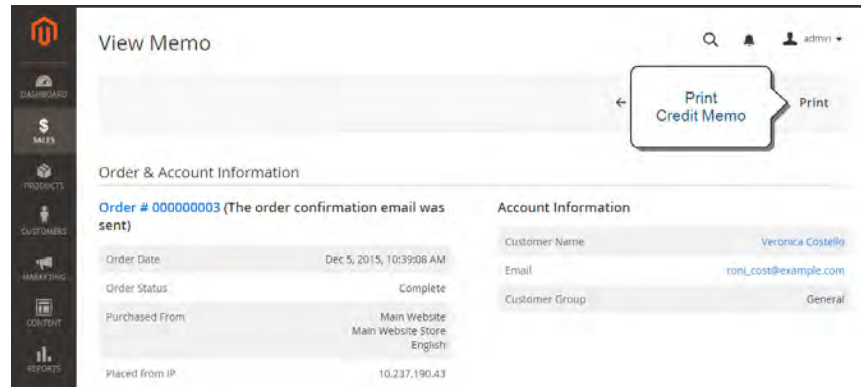 View Memo
admin
DASHBOARD
SALES
PRODUCTS
CUSTOMERS
MARKETING
CONTENT
REPORTS
←
Print
Credit Memo
Print
Order & Account Information
Order # 000000003 (The order confirmation email was
sent)
Order Date Dec 5, 2015, 10:39:08 AM
Order Status Complete
Purchased From Main Website
Main Website Store
English
Placed from IP 10.237.190.43
Account Information
Customer Name Veronica Costello
Email roni_cost@example.com
Customer Group General